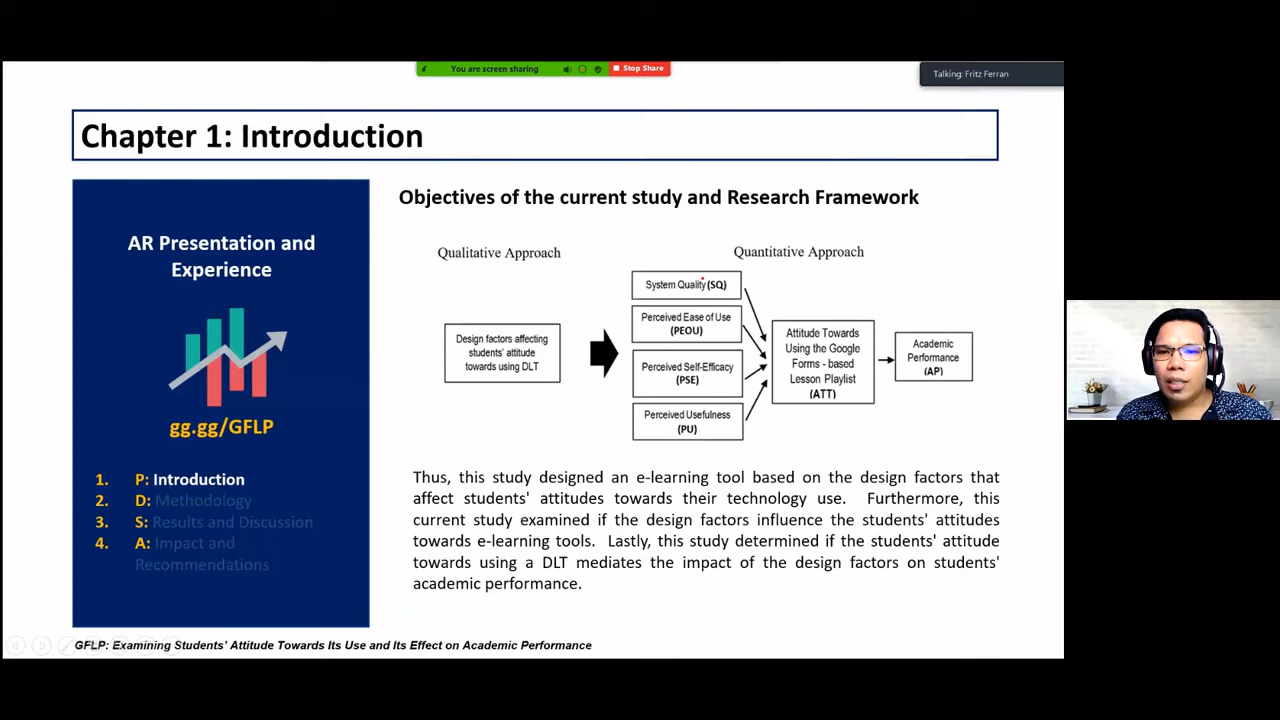 You are screen sharing
Stop Share
Talking: Fritz Ferran
Chapter 1: Introduction
AR Presentation and
Experience
gg.gg/GFLP
1. P: Introduction
2. D: Methodology
3. S: Results and Discussion
4. A: Impact and
Recommendations
Objectives of the current study and Research Framework
Qualitative Approach
Quantitative Approach
Design factors affecting
students' attitude
towards using DLT
System Quality(SQ)
Perceived Ease of Use
(PEOU)
Perceived Self-Efficacy
(PSE)
Perceived Usefulness
(PU)
Attitude Towards
Using the Google
Forms - based
Lesson Playlist
(ATT)
Academic
Performance
(AP)
Thus, this study designed an e-learning tool based on the design factors that
affect students' attitudes towards their technology use. Furthermore, this
current study examined if the design factors influence the students' attitudes
towards e-learning tools. Lastly, this study determined if the students' attitude
towards using a DLT mediates the impact of the design factors on students'
academic performance.
GFLP: Examining Students' Attitude Towards Its Use and Its Effect on Academic Performance